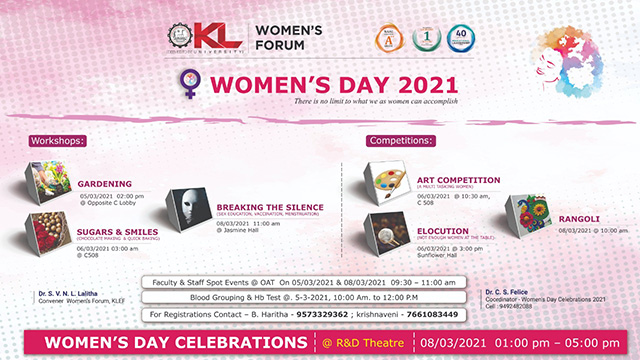 KL
WOMEN'S
FORUM
WOMEN'S DAY 2021
There is no limit to what we as women can accomplish
Workshops:
GARDENING
05/03/2021 02:00 pm
@ Opposite C Lobby
SUGARS & SMILES
(CHOCOLATE MAKING & QUICK BAKING)
06/03/2021 03:00 am
@ C508
BREAKING THE SILENCE
(SEX EDUCATION, VACCINATION, MENSTRUATION)
08/03/2021 11:00 am
@ Jasmine Hall
Competitions:
ART COMPETITION
(A MULTI TASKING WOMEN)
06/03/2021 @ 10:30 am,
C 508
ELOCUTION
(NOT ENOUGH WOMEN AT THE TABLE)
06/03/2021 @ 3:00 pm
Sunflower Hall
RANGOLI
08/03/2021 @ 10:00 am.
Dr. S. V. N. L. Lalitha
Convener Women's Forum, KLEF
Faculty & Staff Spot Events @ OAT On 05/03/2021 & 08/03/2021 09:30 – 11:00 am
Blood Grouping & Hb Test @. 5-3-2021, 10:00 Am. to 12:00 P.M
For Registrations Contact – B. Haritha - 9573329362 ; krishnaveni - 7661083449
Dr. C. S. Felice
Coordinator - Women's Day Celebrations 2021
Cell : 9492482088
WOMEN'S DAY CELEBRATIONS @ R&D Theatre 08/03/2021 01:00 pm – 05:00 pm